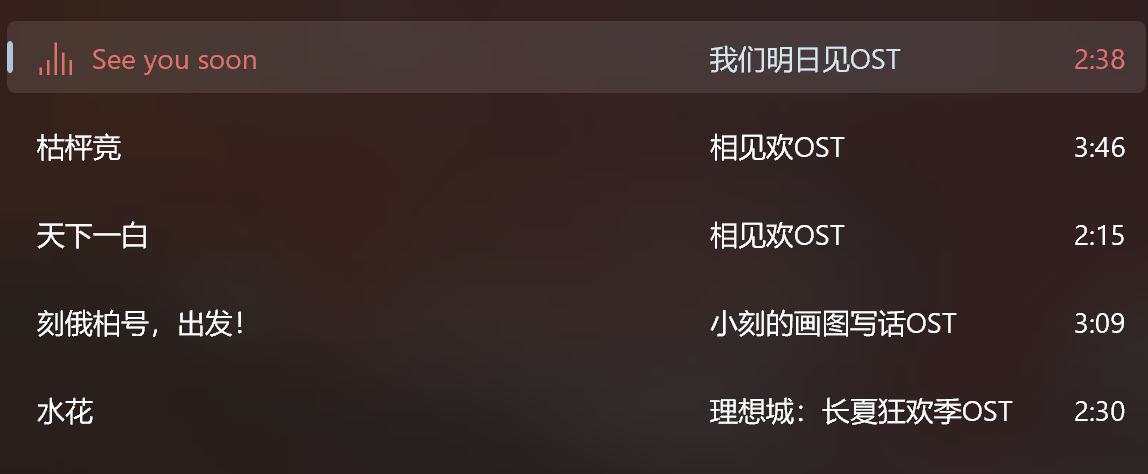 See you soon 我们明日见OST 2:38
枯枰竞 相见欢OST 3:46
天下一白 相见欢OST 2:15
刻俄柏号，出发！ 小刻的画图写话OST 3:09
水花 理想城：长夏狂欢季OST 2:30